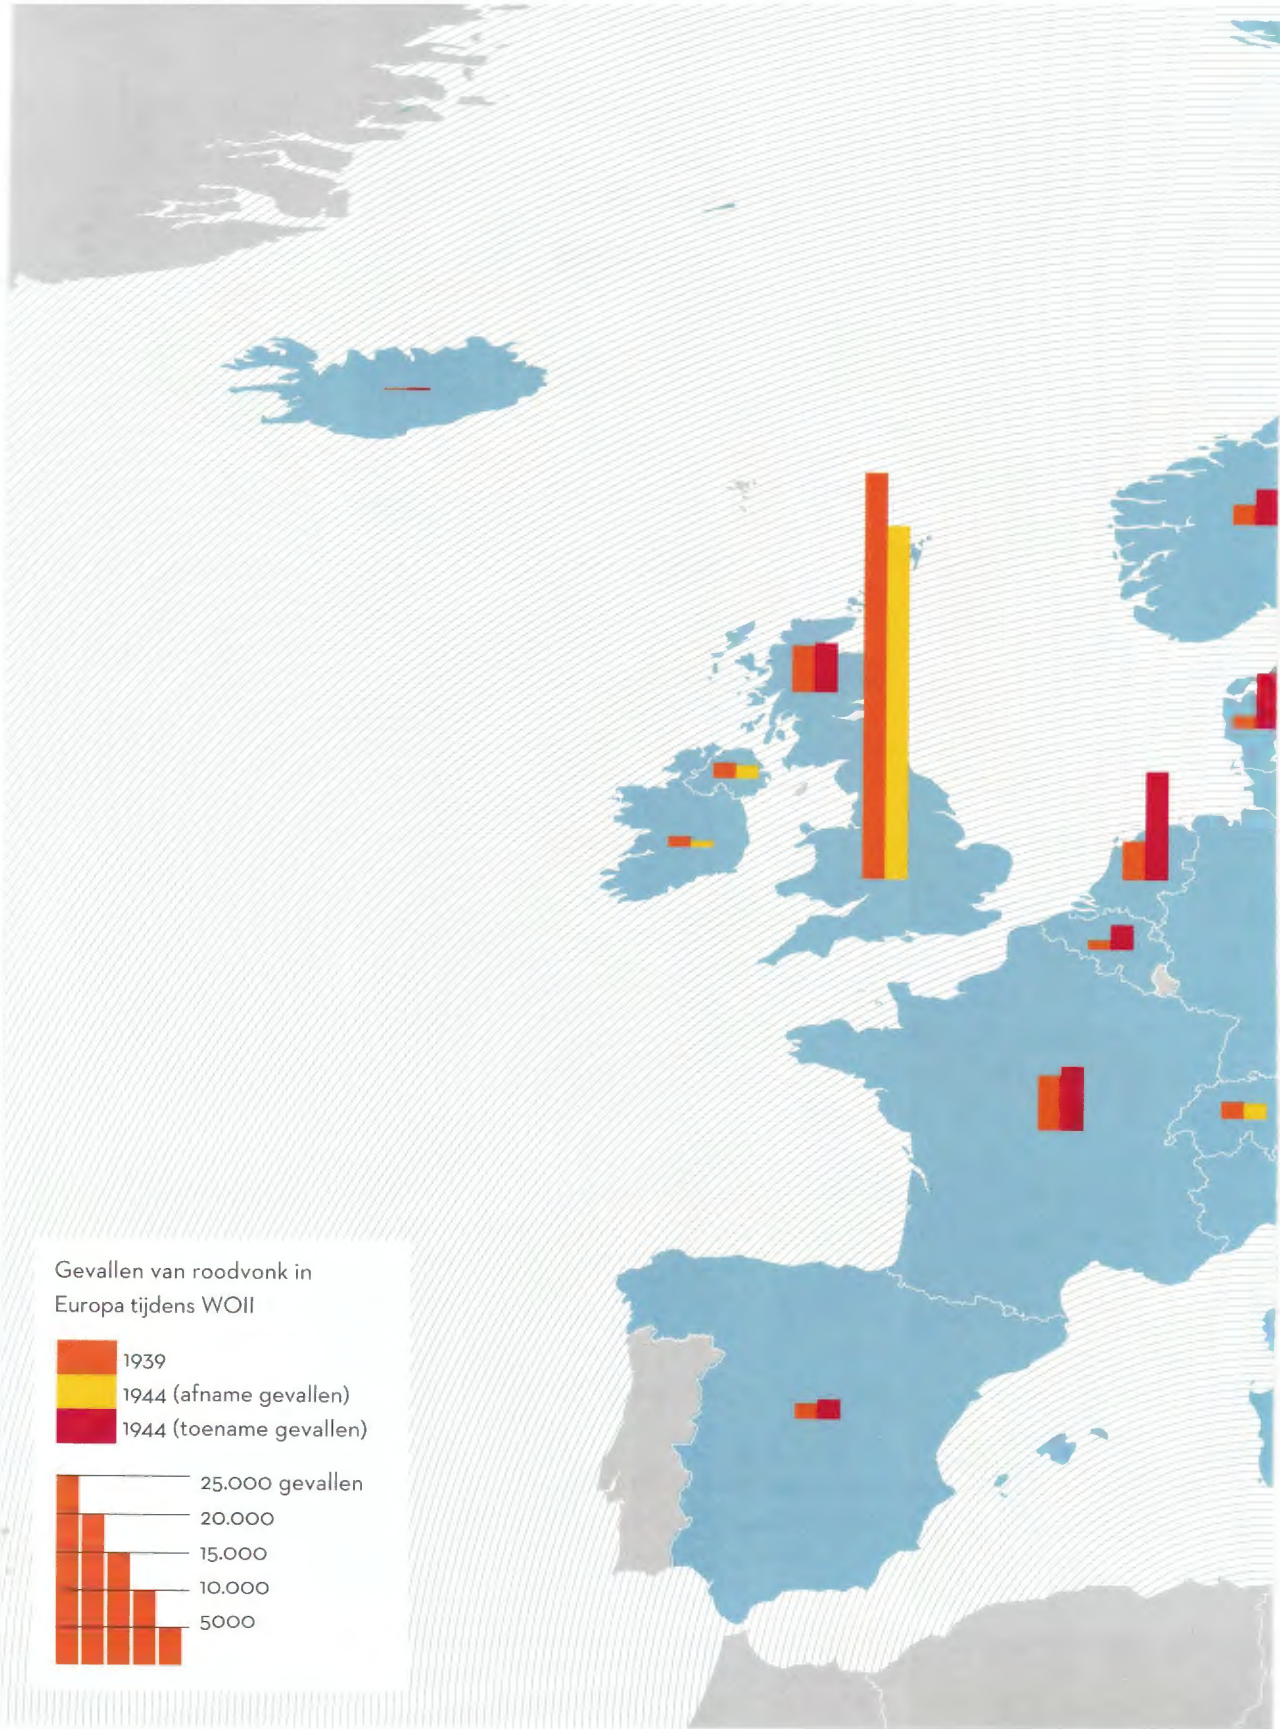 Gevallen van roodvonk in
Europa tijdens WOII
1939
1944 (afname gevallen)
1944 (toename gevallen)
25.000 gevallen
20.000
15.000
10.000
5000